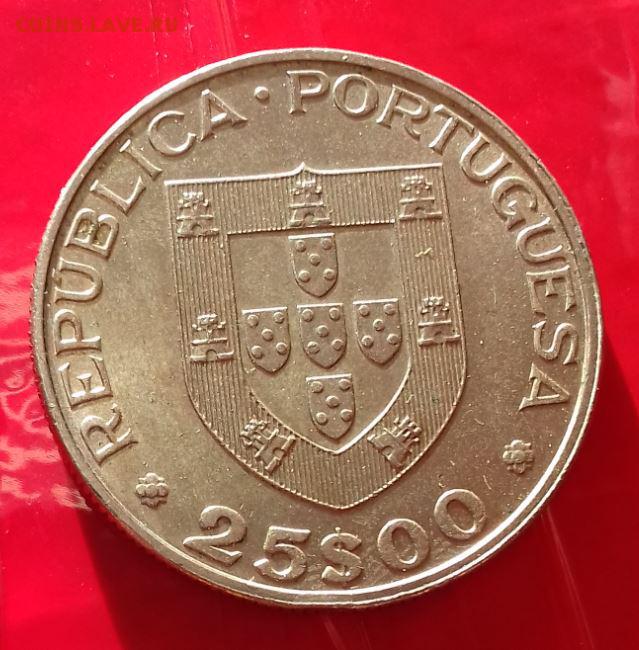 COINS.LAVE.RU
REPUBLICA · PORTUGUESA
25$00